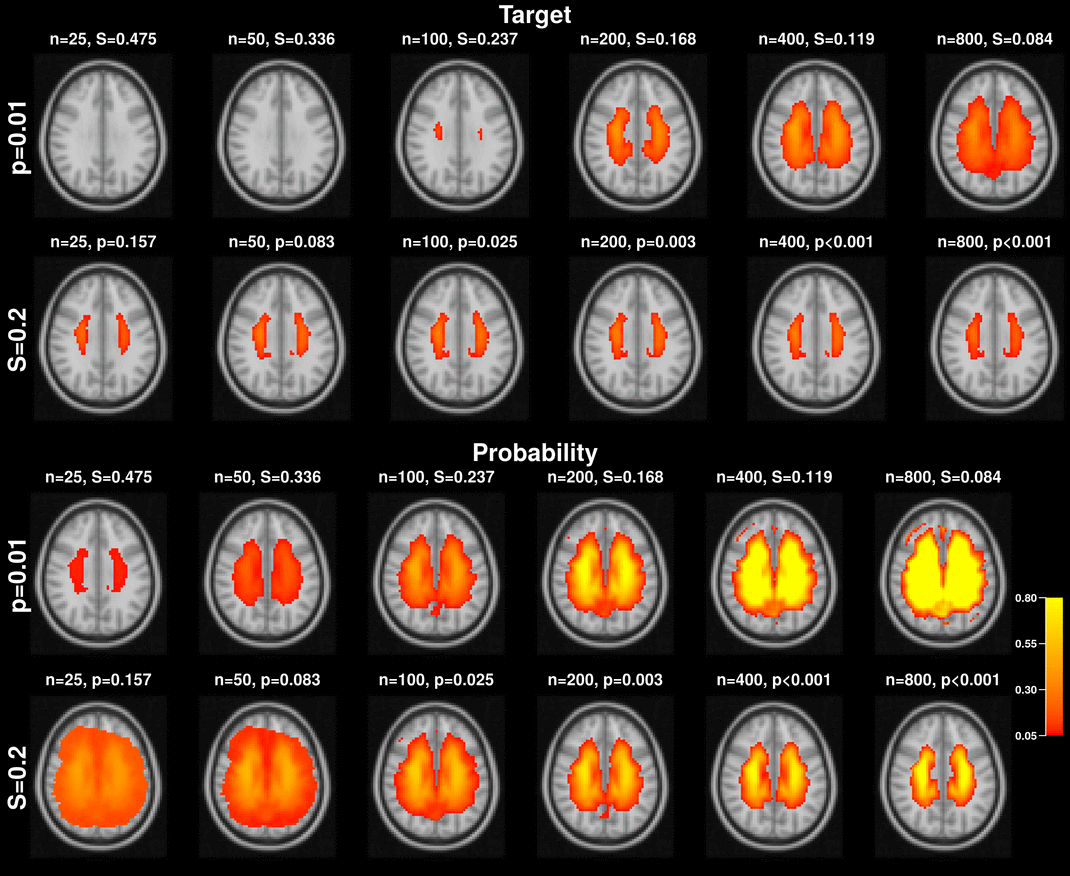 Target
n=25, S=0.475 n=50, S=0.336 n=100, S=0.237 n=200, S=0.168 n=400, S=0.119 n=800, S=0.084
p=0.01
n=25, p=0.157 n=50, p=0.083 n=100, p=0.025 n=200, p=0.003 n=400, p<0.001 n=800, p<0.001
S=0.2
Probability
n=25, S=0.475 n=50, S=0.336 n=100, S=0.237 n=200, S=0.168 n=400, S=0.119 n=800, S=0.084
p=0.01
0.80
0.55
0.30
0.05
n=25, p=0.157 n=50, p=0.083 n=100, p=0.025 n=200, p=0.003 n=400, p<0.001 n=800, p<0.001
S=0.2